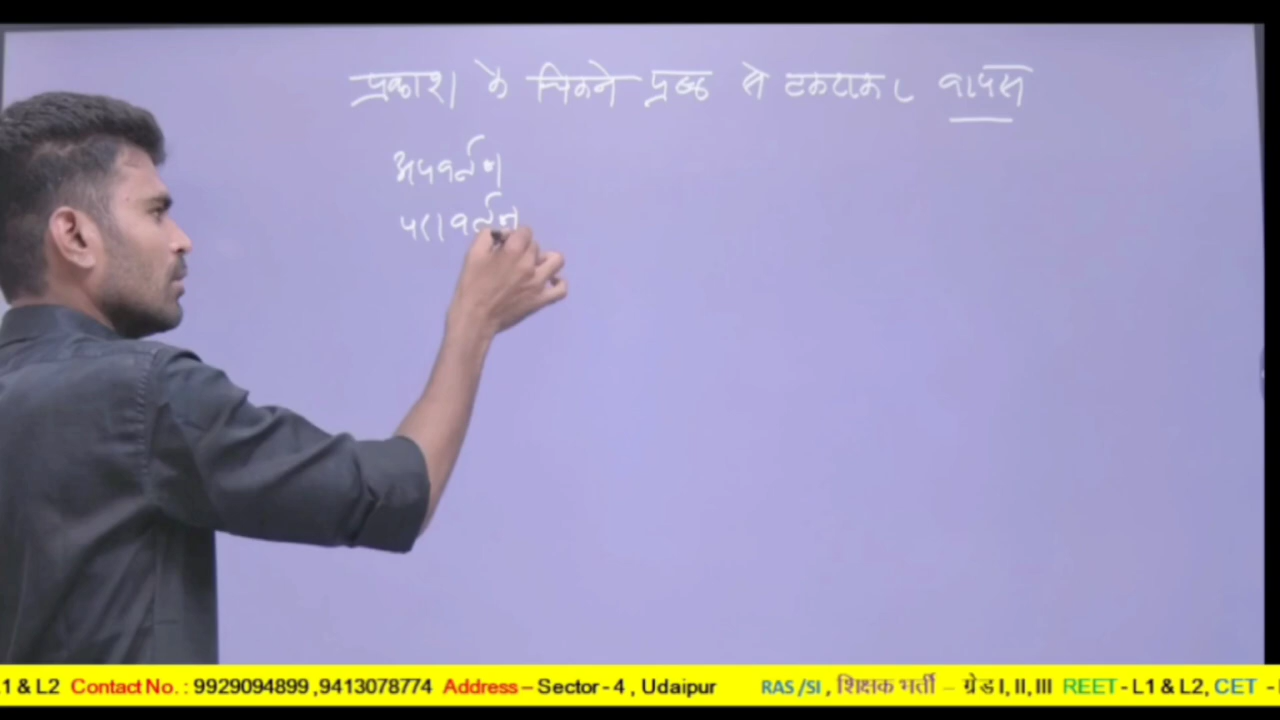 प्रकाश के चिकने प्रष्ठ से टकराकर वापस
अपवर्तन
परावर्तन
1 & L2 Contact No. : 9929094899 ,9413078774 Address – Sector - 4 , Udaipur RAS /SI , शिक्षक भर्ती – ग्रेड I, II, III REET - L1 & L2, CET -